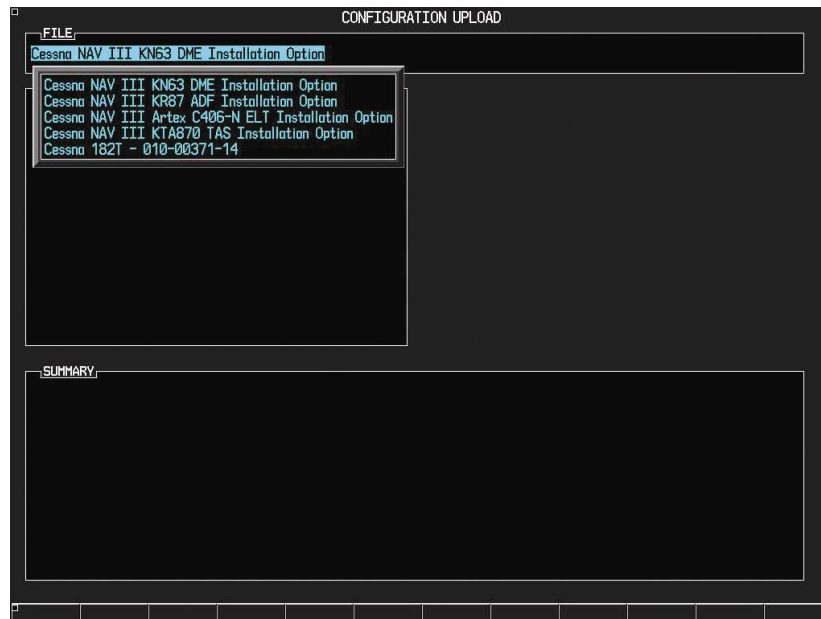 CONFIGURATION UPLOAD
FILE
Cessna NAV III KN63 DME Installation Option
Cessna NAV III KN63 DME Installation Option
Cessna NAV III KR87 ADF Installation Option
Cessna NAV III Artex C406-N ELT Installation Option
Cessna NAV III KTA870 TAS Installation Option
Cessna 182T - 010-00371-14
SUMMARY